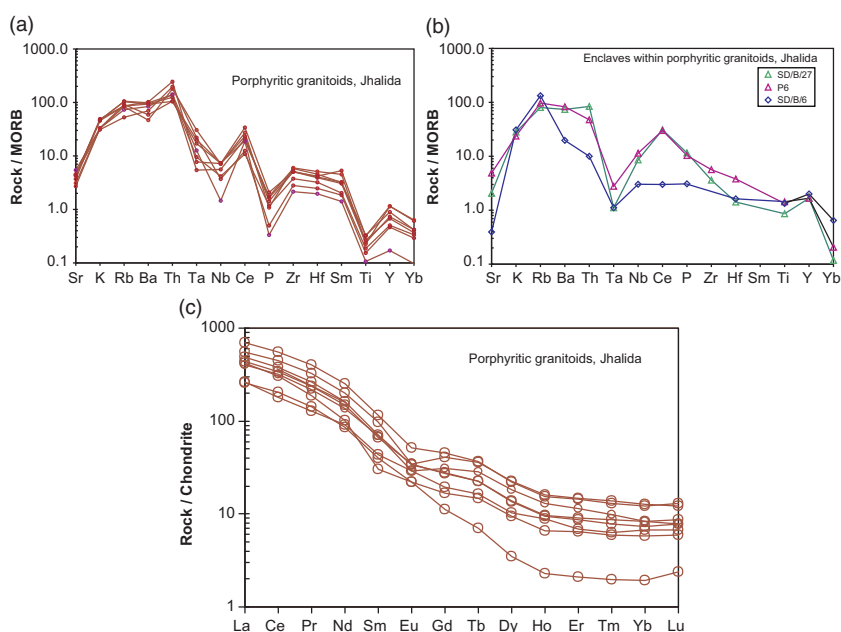 (a)
1000.0
100.0
10.0
1.0
0.1
Rock / MORB
Porphyritic granitoids, Jhalida
Sr K Rb Ba Th Ta Nb Ce P Zr Hf Sm Ti Y Yb
(b)
1000.0
100.0
10.0
1.0
0.1
Rock / MORB
Enclaves within porphyritic granitoids, Jhalida
SD/B/27
P6
SD/B/6
Sr K Rb Ba Th Ta Nb Ce P Zr Hf Sm Ti Y Yb
(c)
1000
100
10
1
Rock / Chondrite
Porphyritic granitoids, Jhalida
La Ce Pr Nd Sm Eu Gd Tb Dy Ho Er Tm Yb Lu